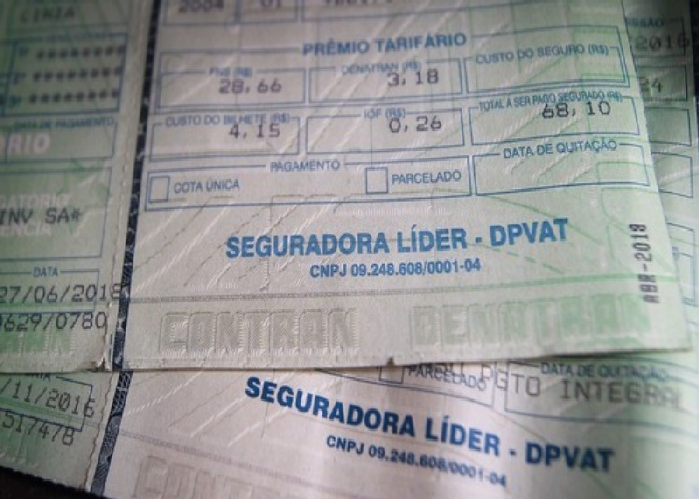 CINZA
2004 01
PRÊMIO TARIFÁRIO
FNS (R$) DENATRAN (R$) CUSTO DO SEGURO (R$)
28,66 3,18
CUSTO DO BILHETE (R$) IOF (R$) TOTAL A SER PAGO SEGURADO (R$)
4,15 0,26 68,10
DATA DE PAGAMENTO
PAGAMENTO DATA DE QUITAÇÃO
COTA ÚNICA PARCELADO
INV SA*
SEGURADORA LÍDER - DPVAT
CNPJ 09.248.608/0001-04
DATA
27/06/2018
0629/0780
ABR-2018
CONTRAN DENATRAN
2016
24
PARCELADO DATA DE QUITAÇÃO
PGTO INTEGRAL
/11/2016
517478
SEGURADORA LÍDER - DPVAT
CNPJ 09.248.608/0001-04